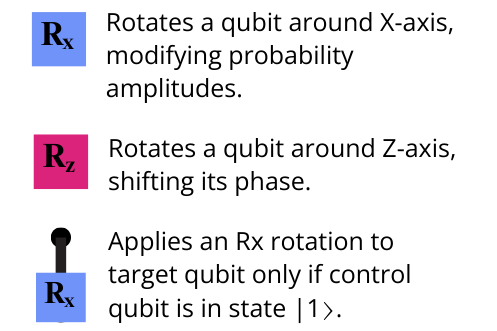 Rx
Rotates a qubit around X-axis,
modifying probability
amplitudes.
Rz
Rotates a qubit around Z-axis,
shifting its phase.
Rx
Applies an Rx rotation to
target qubit only if control
qubit is in state |1〉.